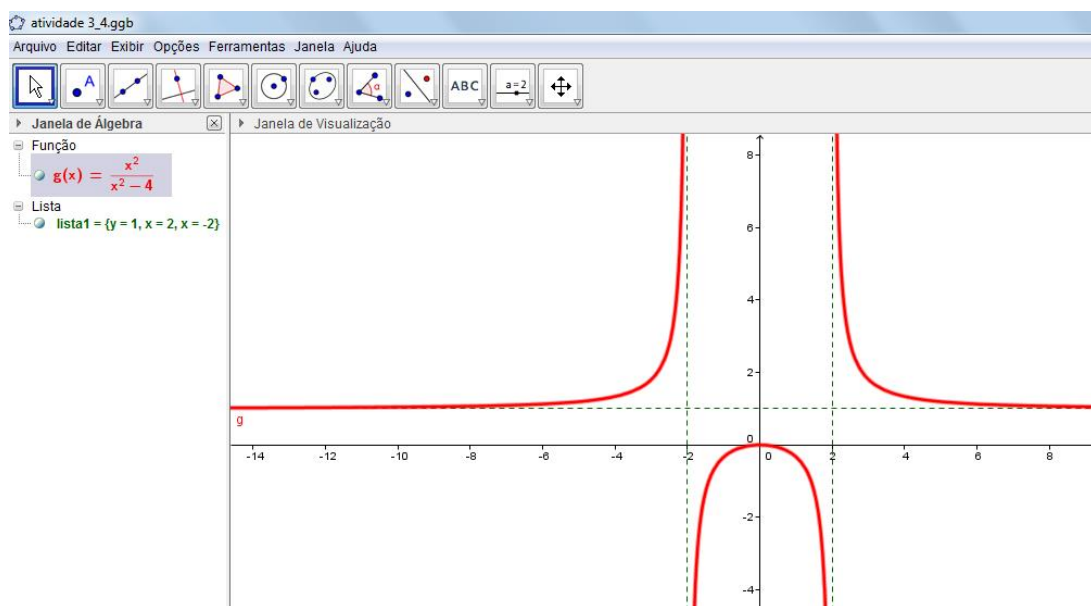 atividade 3_4.ggb
Arquivo Editar Exibir Opções Ferramentas Janela Ajuda
A
α
ABC
a=2
Janela de Álgebra
Janela de Visualização
Função
g(x) = x² / (x² − 4)
Lista
lista1 = {y = 1, x = 2, x = -2}
8
6
4
2
0
-2
-4
-14 -12 -10 -8 -6 -4 -2 0 2 4 6 8
g